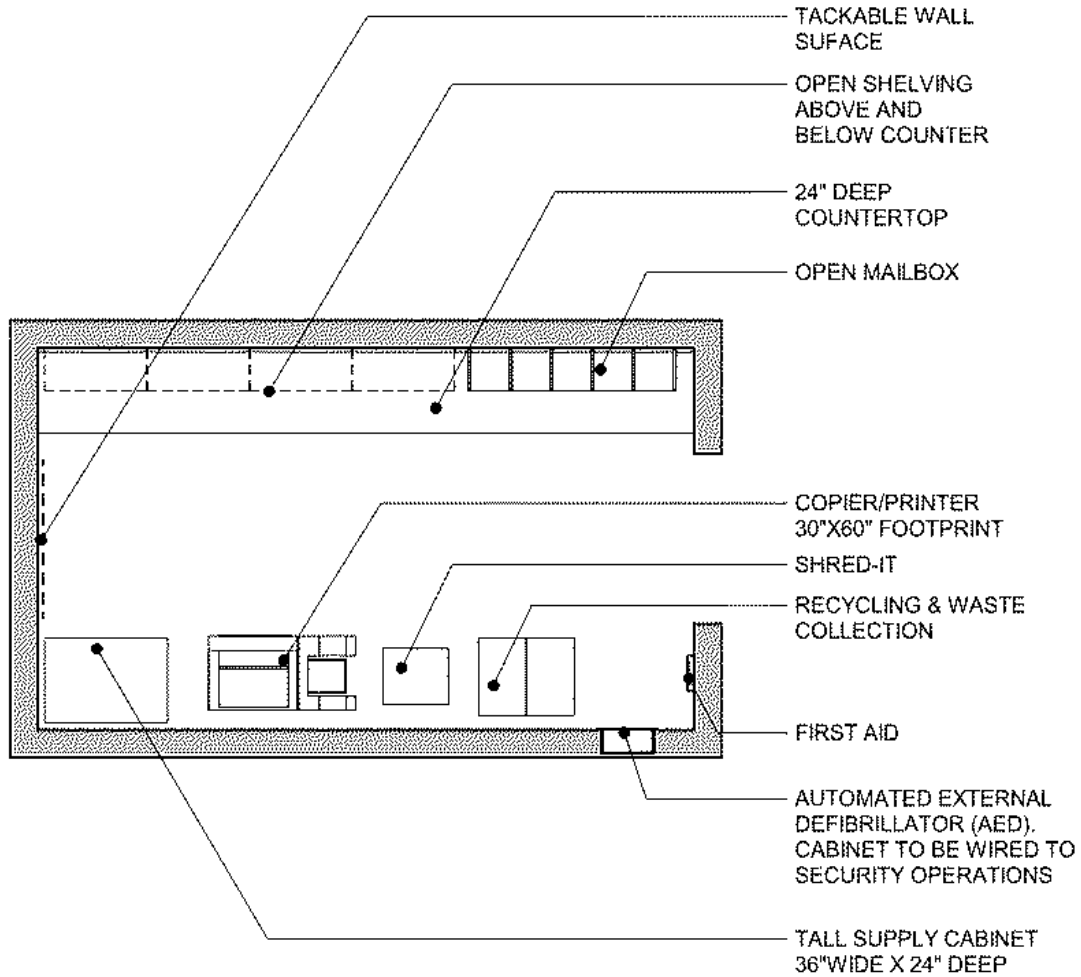 TACKABLE WALL
SUFACE
OPEN SHELVING
ABOVE AND
BELOW COUNTER
24" DEEP
COUNTERTOP
OPEN MAILBOX
COPIER/PRINTER
30"X60" FOOTPRINT
SHRED-IT
RECYCLING & WASTE
COLLECTION
FIRST AID
AUTOMATED EXTERNAL
DEFIBRILLATOR (AED).
CABINET TO BE WIRED TO
SECURITY OPERATIONS
TALL SUPPLY CABINET
36"WIDE X 24" DEEP